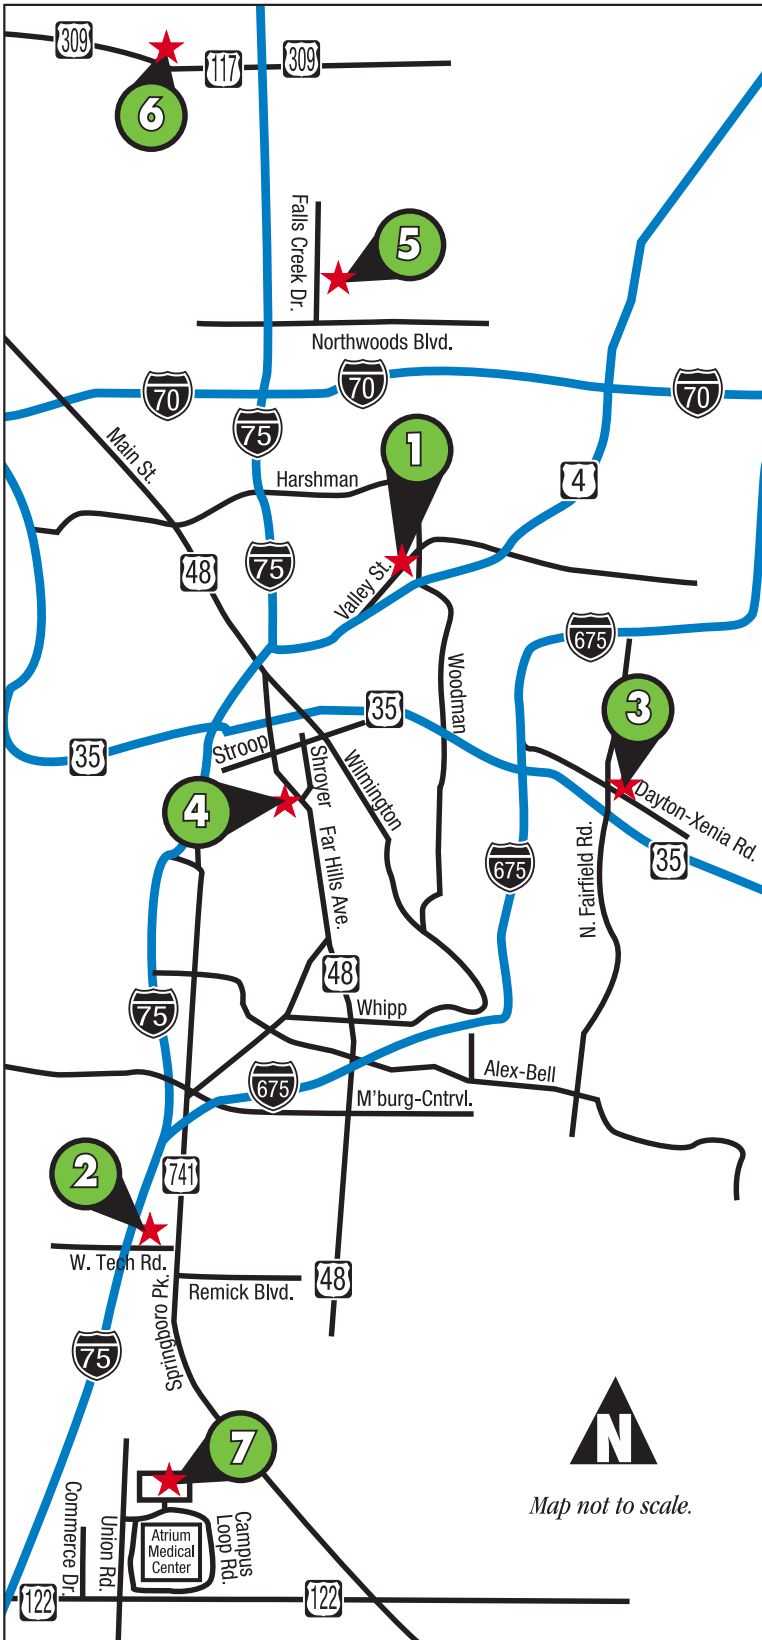 309
117
309
6
Falls Creek Dr.
5
Northwoods Blvd.
70
70
70
75
Main St.
1
Harshman
4
48
75
Valley St.
675
Woodman
35
3
35
Stroop
Shroyer
Wilmington
4
Dayton-Xenia Rd.
Far Hills Ave.
N. Fairfield Rd.
35
675
48
75
Whipp
Alex-Bell
675
M'burg-Cntrvl.
2
741
W. Tech Rd.
Springboro Pk.
Remick Blvd.
48
75
N
Map not to scale.
7
Commerce Dr.
Union Rd.
Atrium
Medical
Center
Campus
Loop Rd.
122
122